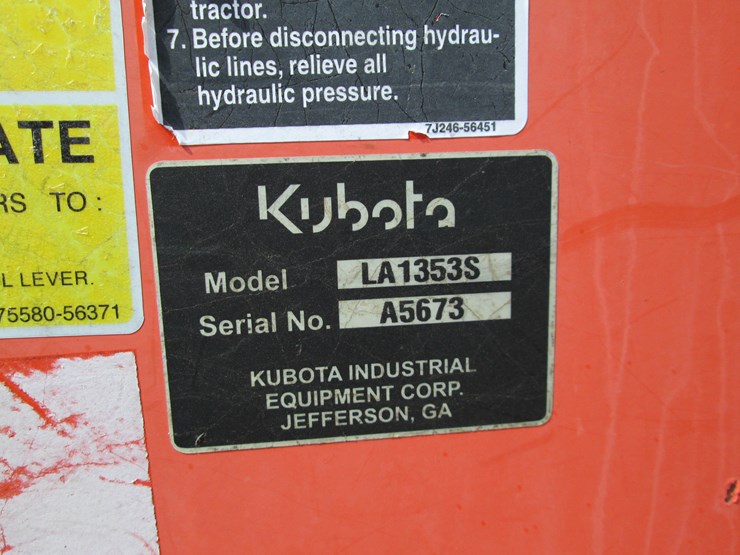 tractor.
7. Before disconnecting hydrau-
lic lines, relieve all
hydraulic pressure.
7J246-56451
ATE
RS TO :
L LEVER.
75580-56371
Kubota
Model LA1353S
Serial No. A5673
KUBOTA INDUSTRIAL
EQUIPMENT CORP.
JEFFERSON, GA